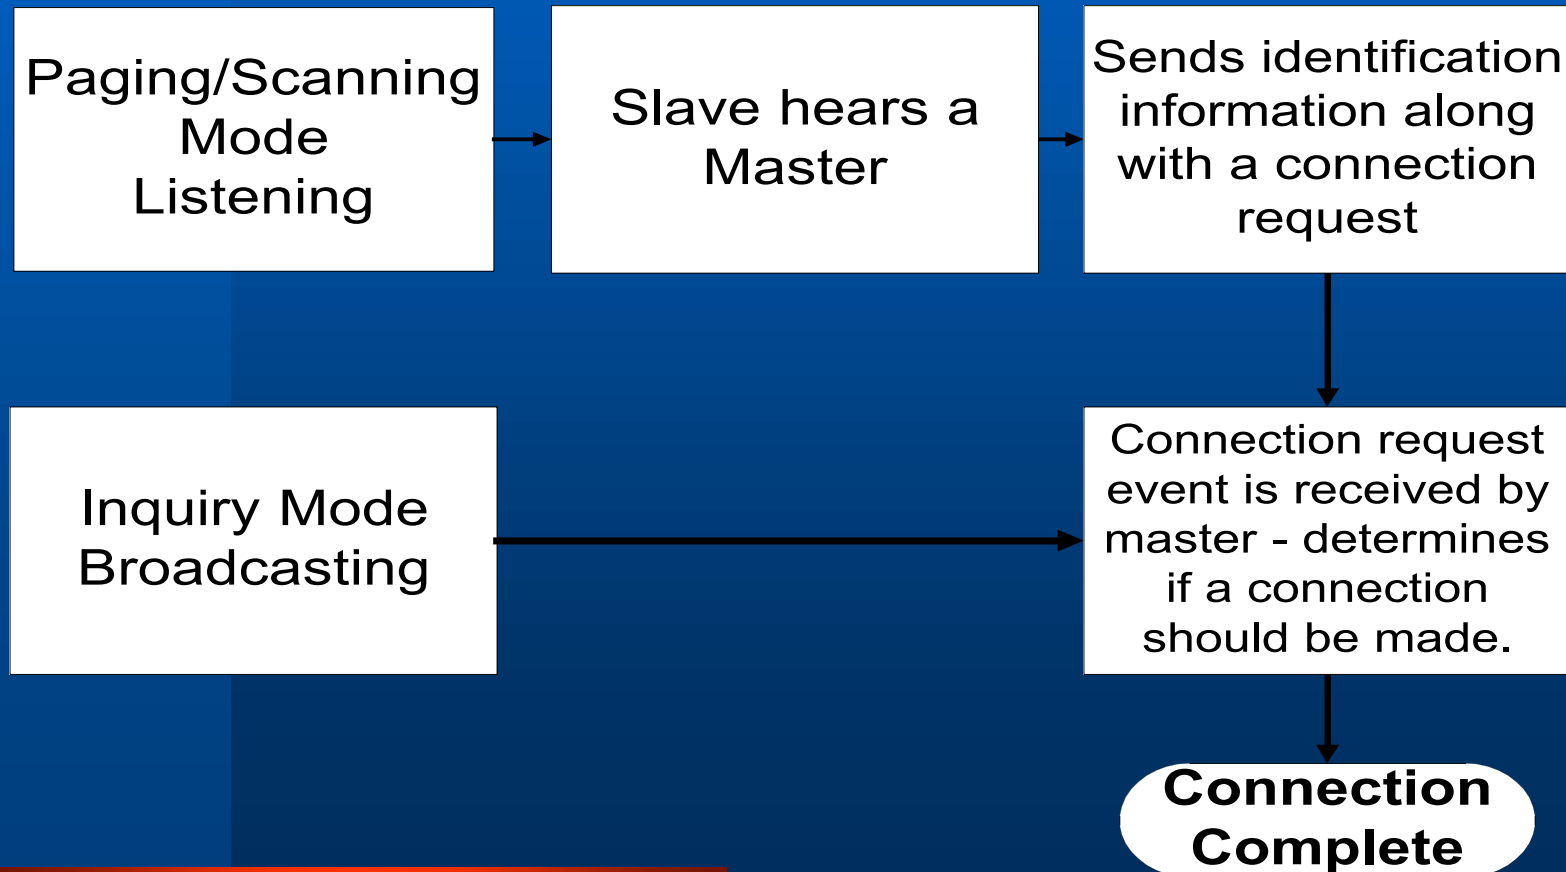 Paging/Scanning
Mode
Listening
Slave hears a
Master
Sends identification
information along
with a connection
request
Inquiry Mode
Broadcasting
Connection request
event is received by
master - determines
if a connection
should be made.
Connection
Complete